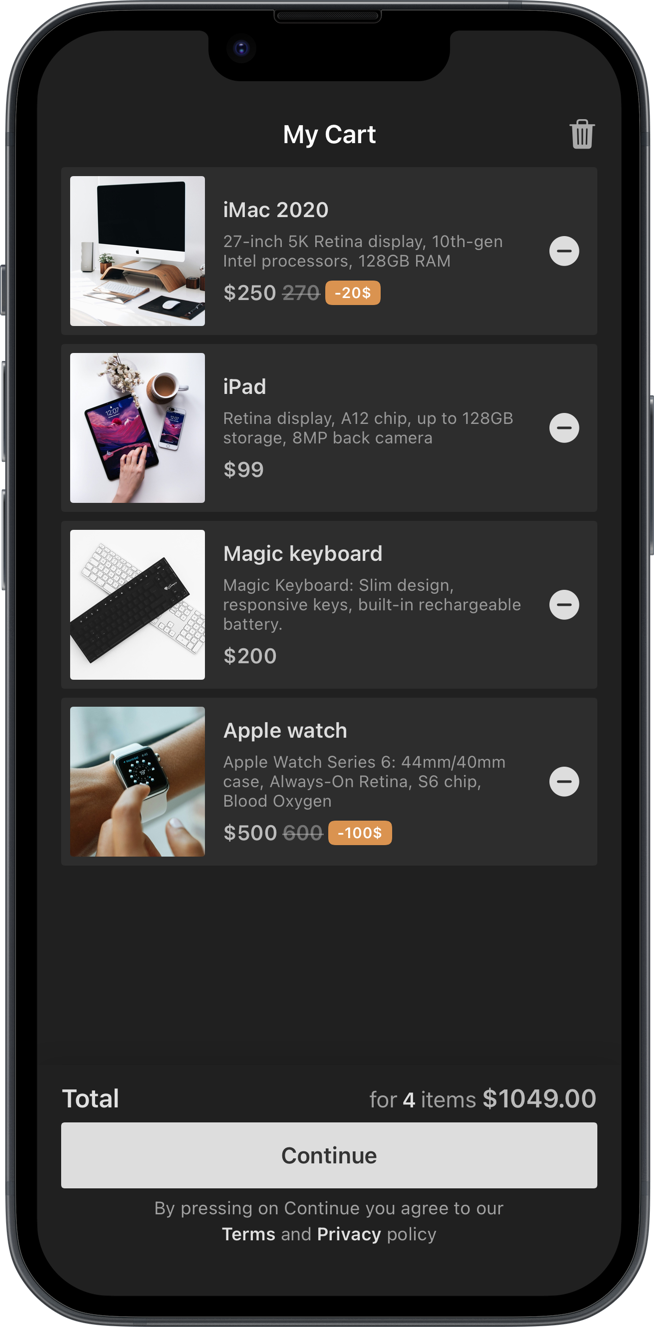 My Cart
iMac 2020
27-inch 5K Retina display, 10th-gen
Intel processors, 128GB RAM
$250 270 -20$
iPad
Retina display, A12 chip, up to 128GB
storage, 8MP back camera
$99
Magic keyboard
Magic Keyboard: Slim design,
responsive keys, built-in rechargeable
battery.
$200
Apple watch
Apple Watch Series 6: 44mm/40mm
case, Always-On Retina, S6 chip,
Blood Oxygen
$500 600 -100$
Total for 4 items $1049.00
Continue
By pressing on Continue you agree to our
Terms and Privacy policy